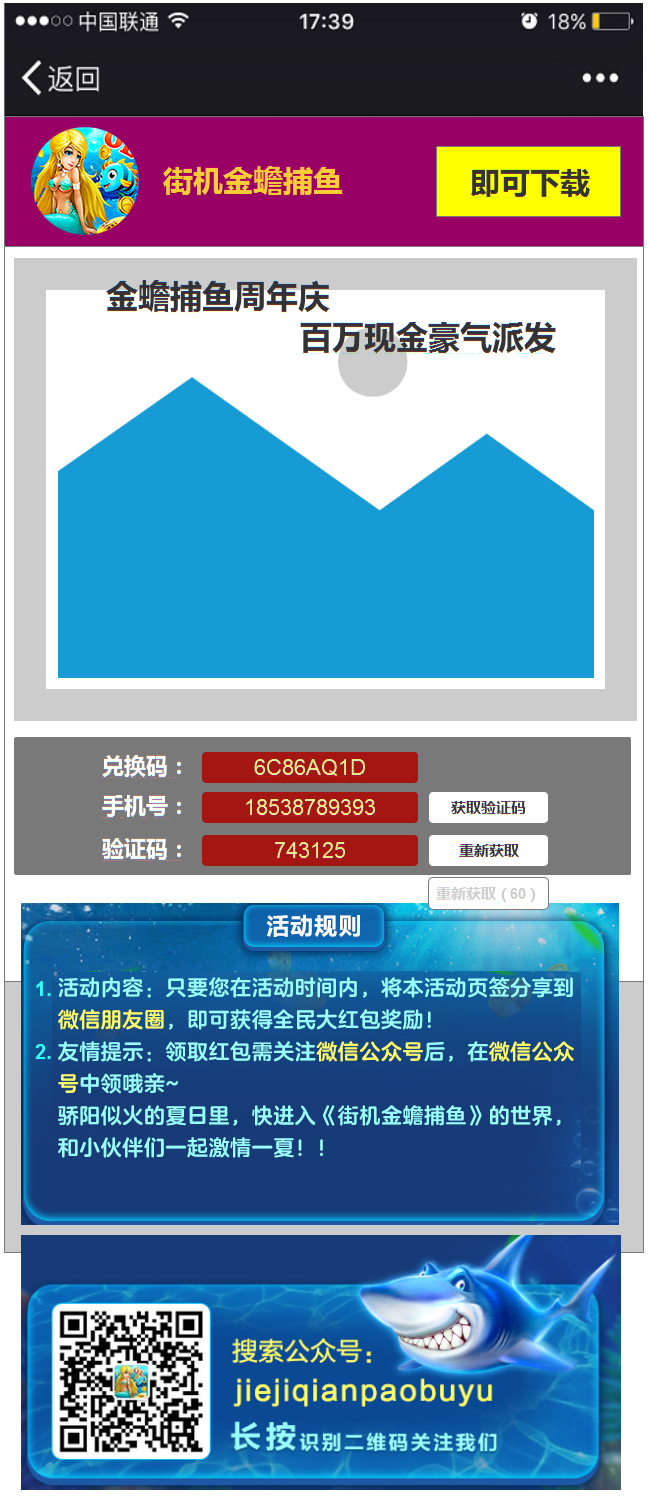 中国联通 17:39 18%
返回
街机金蟾捕鱼 即可下载
金蟾捕鱼周年庆
百万现金豪气派发
兑换码： 6C86AQ1D
手机号： 18538789393 获取验证码
验证码： 743125 重新获取
重新获取（60）
活动规则
1. 活动内容：只要您在活动时间内，将本活动页签分享到
微信朋友圈，即可获得全民大红包奖励！
2. 友情提示：领取红包需关注微信公众号后，在微信公众
号中领哦亲~
骄阳似火的夏日里，快进入《街机金蟾捕鱼》的世界，
和小伙伴们一起激情一夏！！
搜索公众号：
jiejiqianpaobuyu
长按识别二维码关注我们